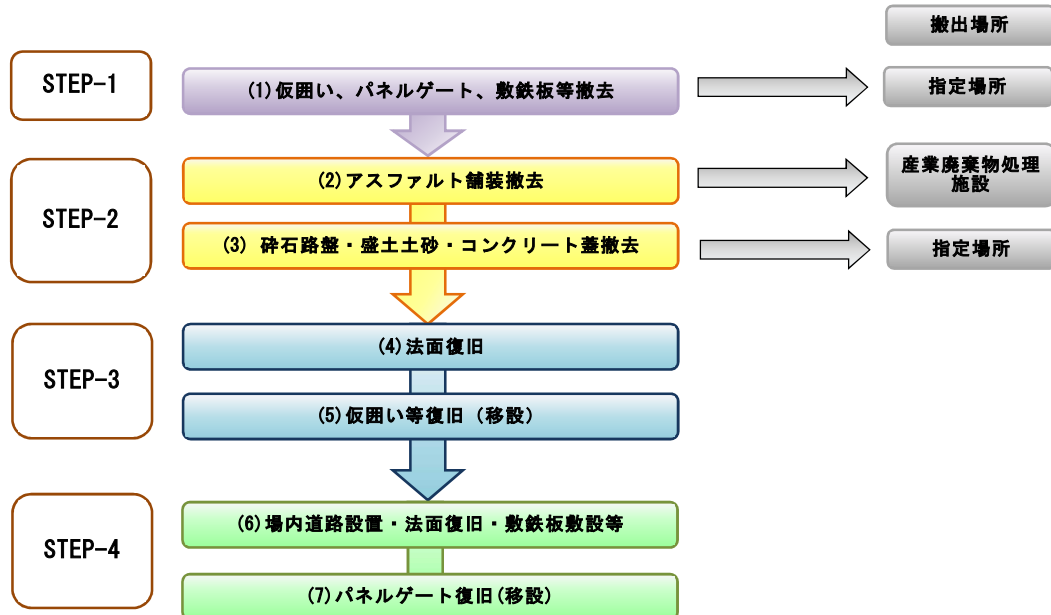 搬出場所
STEP-1
(1)仮囲い、パネルゲート、敷鉄板等撤去
指定場所
STEP-2
(2)アスファルト舗装撤去
産業廃棄物処理
施設
(3) 砕石路盤・盛土土砂・コンクリート蓋撤去
指定場所
STEP-3
(4)法面復旧
(5)仮囲い等復旧（移設）
STEP-4
(6)場内道路設置・法面復旧・敷鉄板敷設等
(7)パネルゲート復旧(移設)